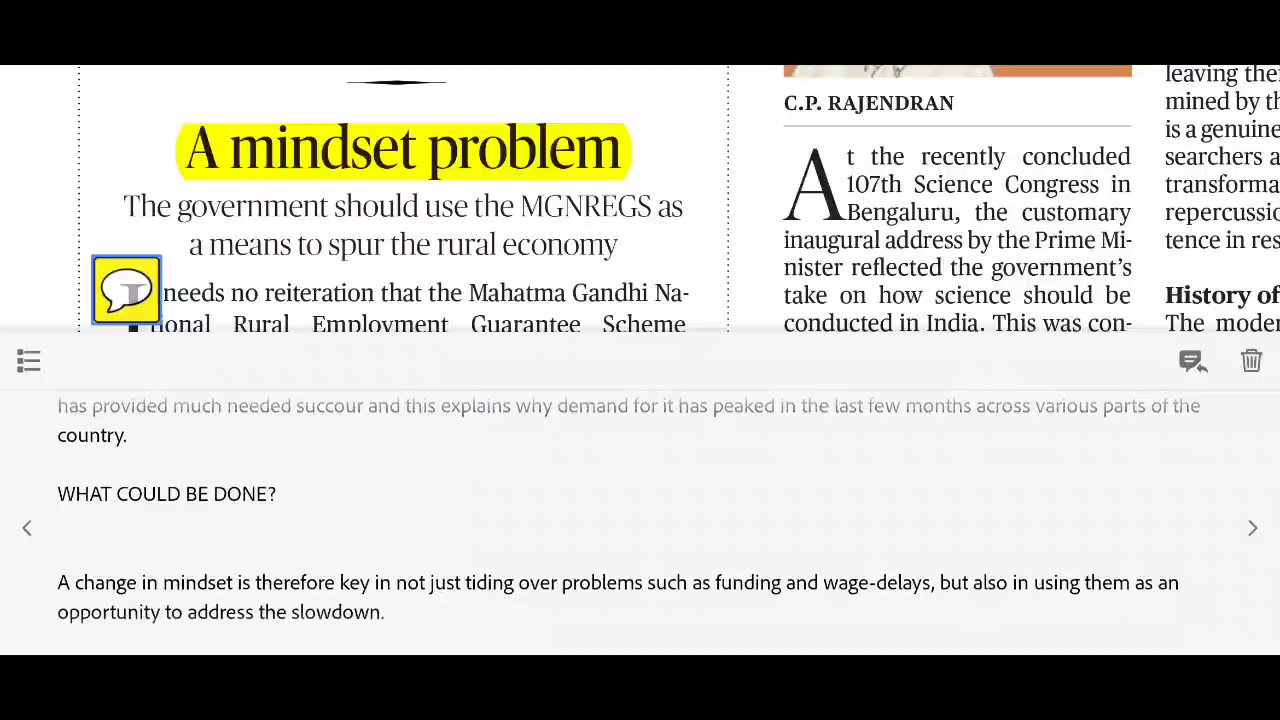 A mindset problem
The government should use the MGNREGS as
a means to spur the rural economy
needs no reiteration that the Mahatma Gandhi Na-
tional Rural Employment Guarantee Scheme
C.P. RAJENDRAN
At the recently concluded
107th Science Congress in
Bengaluru, the customary
inaugural address by the Prime Mi-
nister reflected the government's
take on how science should be
conducted in India. This was con-
leaving the
mined by th
is a genuine
searchers a
transforma
repercussio
tence in res
History of
The moder
has provided much needed succour and this explains why demand for it has peaked in the last few months across various parts of the
country.
WHAT COULD BE DONE?
A change in mindset is therefore key in not just tiding over problems such as funding and wage-delays, but also in using them as an
opportunity to address the slowdown.